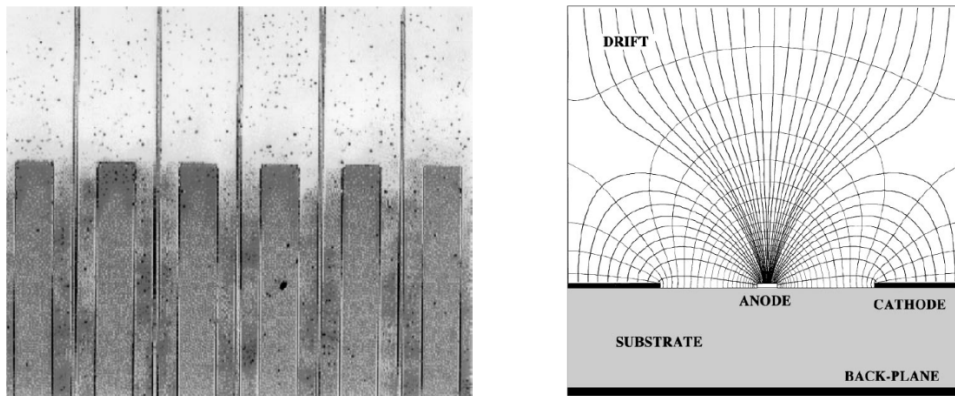 DRIFT
ANODE
CATHODE
SUBSTRATE
BACK-PLANE